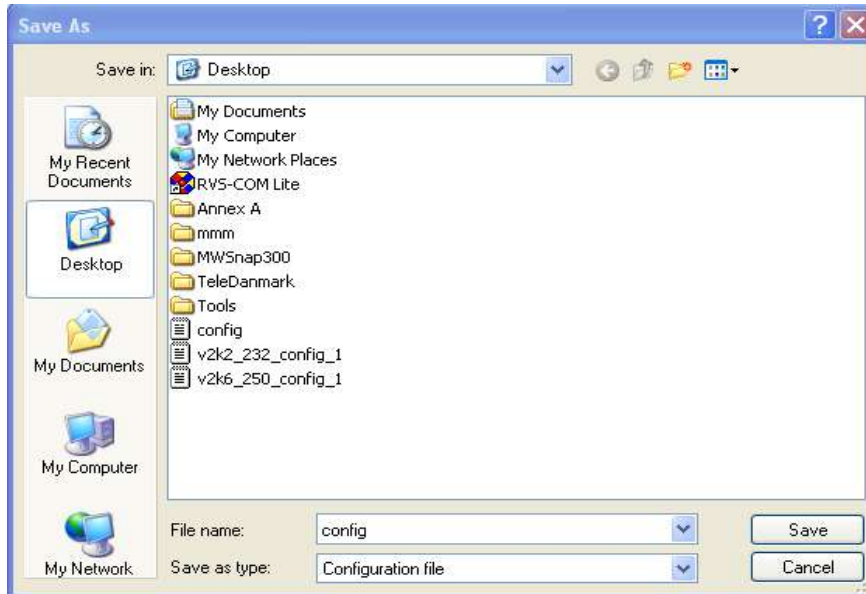 Save As
Save in:
Desktop
My Recent
Documents
Desktop
My Documents
My Computer
My Network
My Documents
My Computer
My Network Places
RVS-COM Lite
Annex A
mmm
MWSnap300
TeleDanmark
Tools
config
v2k2_232_config_1
v2k6_250_config_1
File name:
config
Save
Save as type:
Configuration file
Cancel